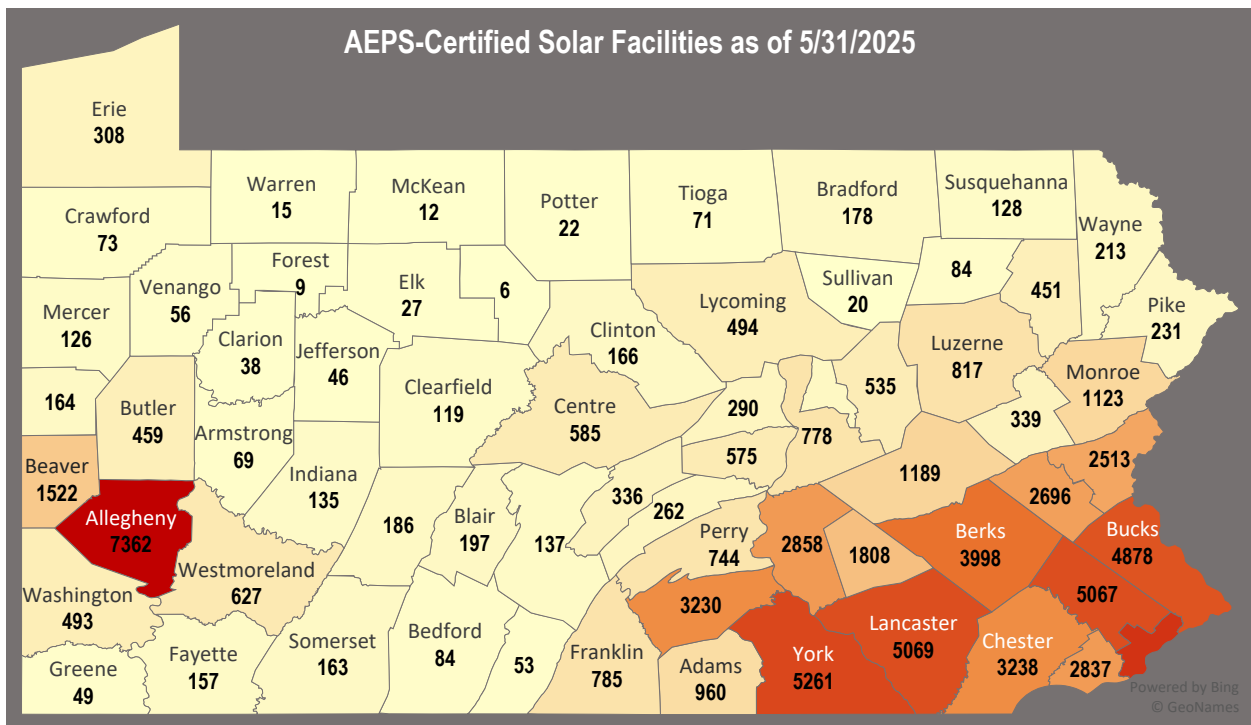 AEPS-Certified Solar Facilities as of 5/31/2025
Erie
308
Warren
15
McKean
12
Potter
22
Tioga
71
Bradford
178
Susquehanna
128
Wayne
213
Crawford
73
Forest
9
Elk
27
6
Sullivan
20
84
451
Pike
231
Mercer
126
Venango
56
Clarion
38
Jefferson
46
Clinton
166
Lycoming
494
Luzerne
817
Monroe
1123
164
Butler
459
Armstrong
69
Clearfield
119
Centre
585
290
535
339
575
778
Beaver
1522
Indiana
135
1189
2513
Allegheny
7362
186
Blair
197
137
336
262
Perry
744
2858
1808
Berks
3998
2696
Bucks
4878
Westmoreland
627
Washington
493
3230
5067
Greene
49
Fayette
157
Somerset
163
Bedford
84
53
Franklin
785
Adams
960
York
5261
Lancaster
5069
Chester
3238
2837
Powered by Bing
© GeoNames